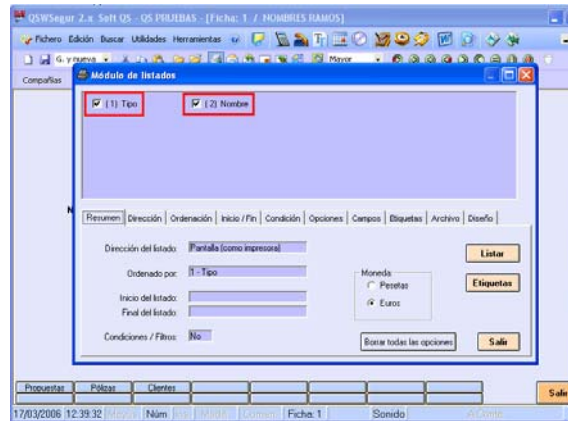 QSWSegur 2.x Soft QS - QS PRUEBAS - [Ficha: 1 / NOMBRES RAMOS]
Fichero Edición Buscar Utilidades Herramientas
G. y nueva Mayor
Compañías
Módulo de listados
(1) Tipo (2) Nombre
N
Resumen Dirección Ordenación Inicio / Fin Condición Opciones Campos Etiquetas Archivo Diseño
Dirección del listado: Pantalla (como impresora)
Listar
Ordenado por: 1 - Tipo
Moneda
Pesetas
Etiquetas
Inicio del listado:
Euros
Final del listado:
Condiciones / Filtros: No
Borrar todas las opciones Salir
Propuestas Pólizas Clientes
Salir
17/03/2006 12:39:32 Núm Ficha: 1 Sonido